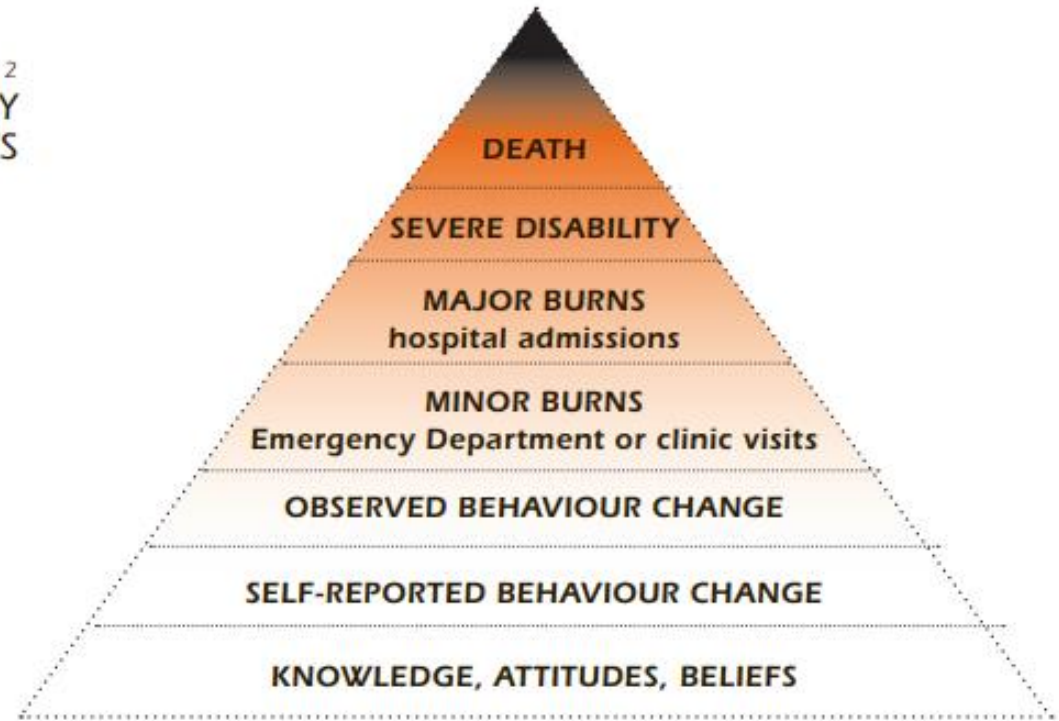 2
Y
S
DEATH
SEVERE DISABILITY
MAJOR BURNS
hospital admissions
MINOR BURNS
Emergency Department or clinic visits
OBSERVED BEHAVIOUR CHANGE
SELF-REPORTED BEHAVIOUR CHANGE
KNOWLEDGE, ATTITUDES, BELIEFS